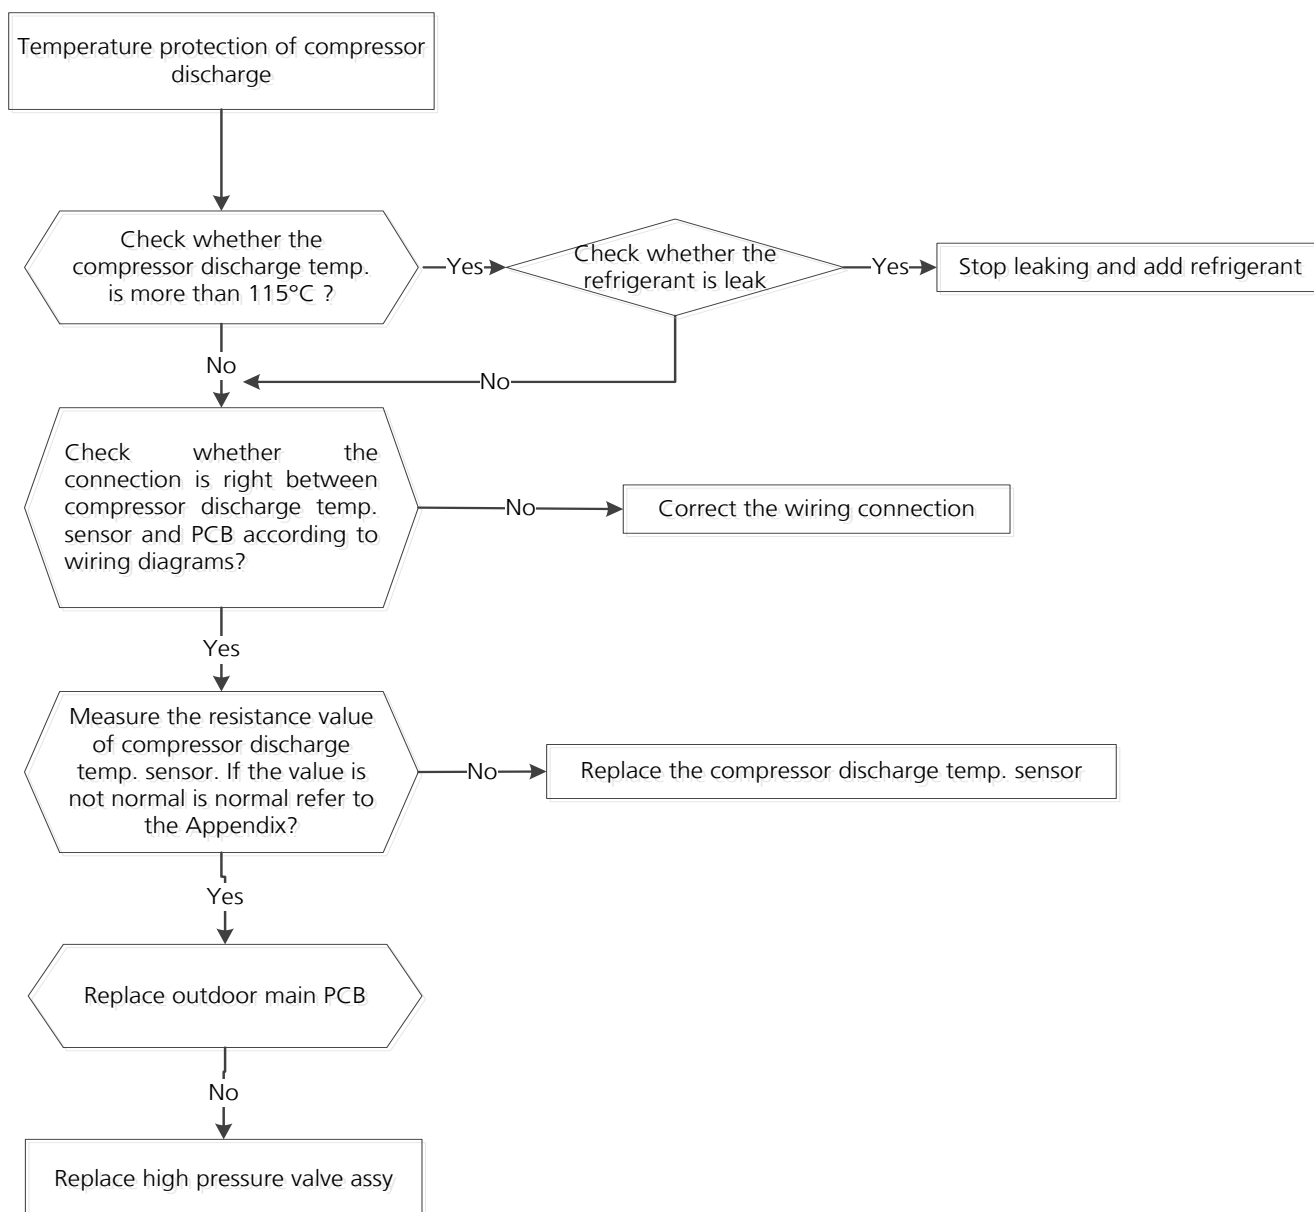 Temperature protection of compressor
discharge
Check whether the
compressor discharge temp.
is more than 115°C ?
Yes
Check whether the
refrigerant is leak
Yes
Stop leaking and add refrigerant
No
No
Check whether the
connection is right between
compressor discharge temp.
sensor and PCB according to
wiring diagrams?
No
Correct the wiring connection
Yes
Measure the resistance value
of compressor discharge
temp. sensor. If the value is
not normal is normal refer to
the Appendix?
No
Replace the compressor discharge temp. sensor
Yes
Replace outdoor main PCB
No
Replace high pressure valve assy